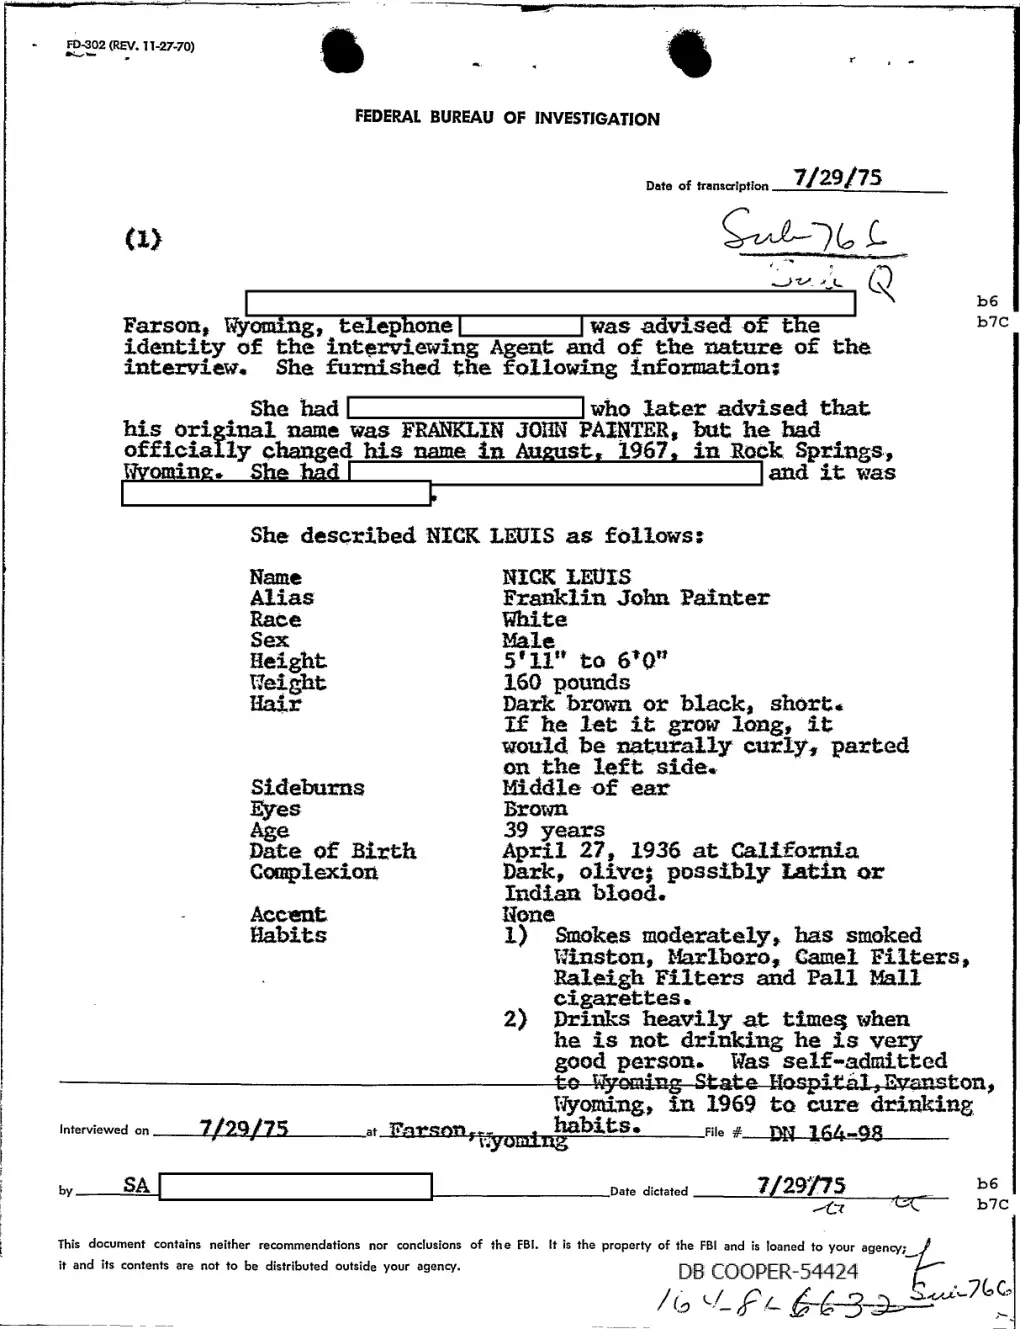 FD-302 (REV. 11-27-70)
FEDERAL BUREAU OF INVESTIGATION
Date of transcription 7/29/75
(1)
Sub 766
Sub Q
b6
b7C
Farson, Wyoming, telephone was advised of the
identity of the interviewing Agent and of the nature of the
interview. She furnished the following information:
She had who later advised that
his original name was FRANKLIN JOHN PAINTER, but he had
officially changed his name in August, 1967, in Rock Springs,
Wyoming. She had and it was
.
She described NICK LEUIS as follows:
Name NICK LEUIS
Alias Franklin John Painter
Race White
Sex Male
Height 5'11" to 6'0"
Weight 160 pounds
Hair Dark brown or black, short.
If he let it grow long, it
would be naturally curly, parted
on the left side.
Sideburns Middle of ear
Eyes Brown
Age 39 years
Date of Birth April 27, 1936 at California
Complexion Dark, olive; possibly Latin or
Indian blood.
Accent None
Habits 1) Smokes moderately, has smoked
Winston, Marlboro, Camel Filters,
Raleigh Filters and Pall Mall
cigarettes.
2) Drinks heavily at times when
he is not drinking he is very
good person. Was self-admitted
to Wyoming State Hospital, Evanston,
Wyoming, in 1969 to cure drinking
habits.
Interviewed on 7/29/75 at Farson, Wyoming File # DN 164-98
by SA Date dictated 7/29/75
b6
b7C
This document contains neither recommendations nor conclusions of the FBI. It is the property of the FBI and is loaned to your agency;
it and its contents are not to be distributed outside your agency.
DB COOPER-54424